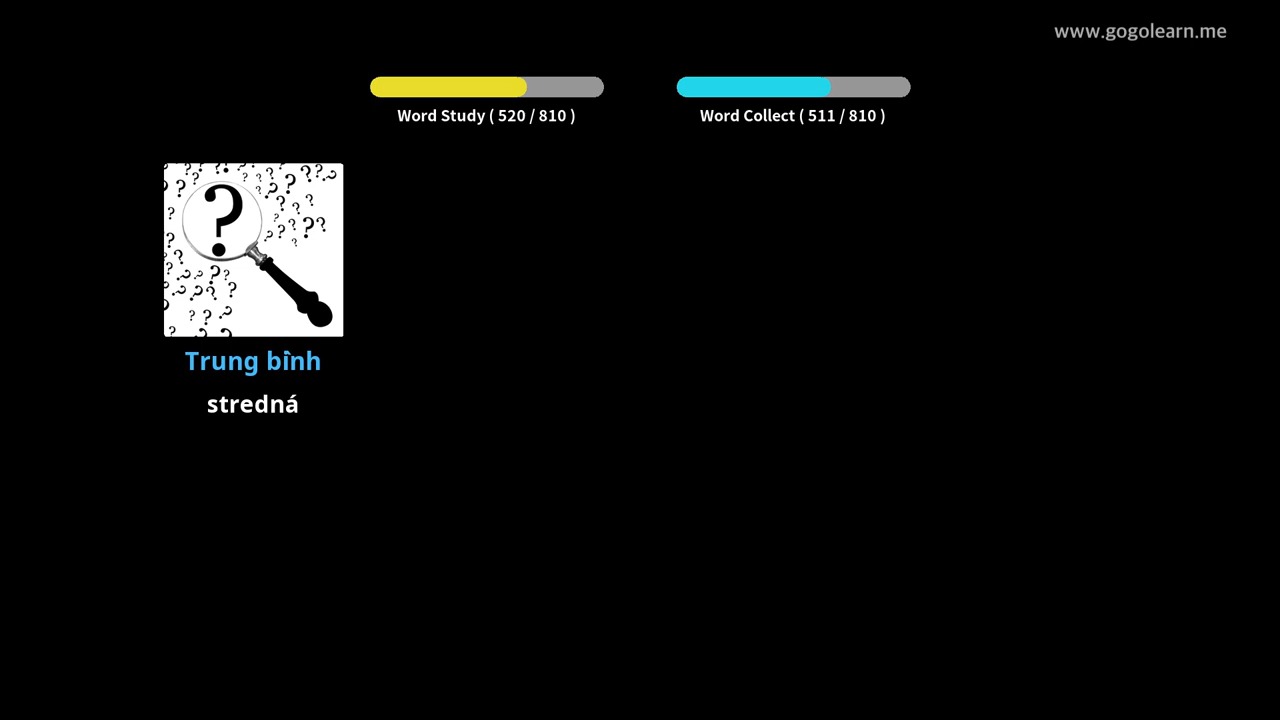 www.gogolearn.me
Word Study ( 520 / 810 )
Word Collect ( 511 / 810 )
Trung bình
stredná